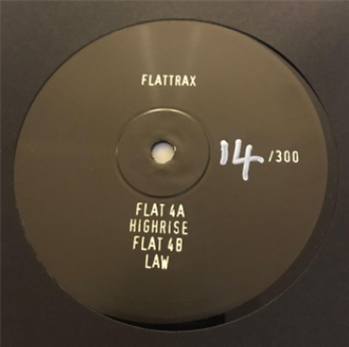 FLATTRAX
14/300
FLAT 4A
HIGHRISE
FLAT 4B
LAW